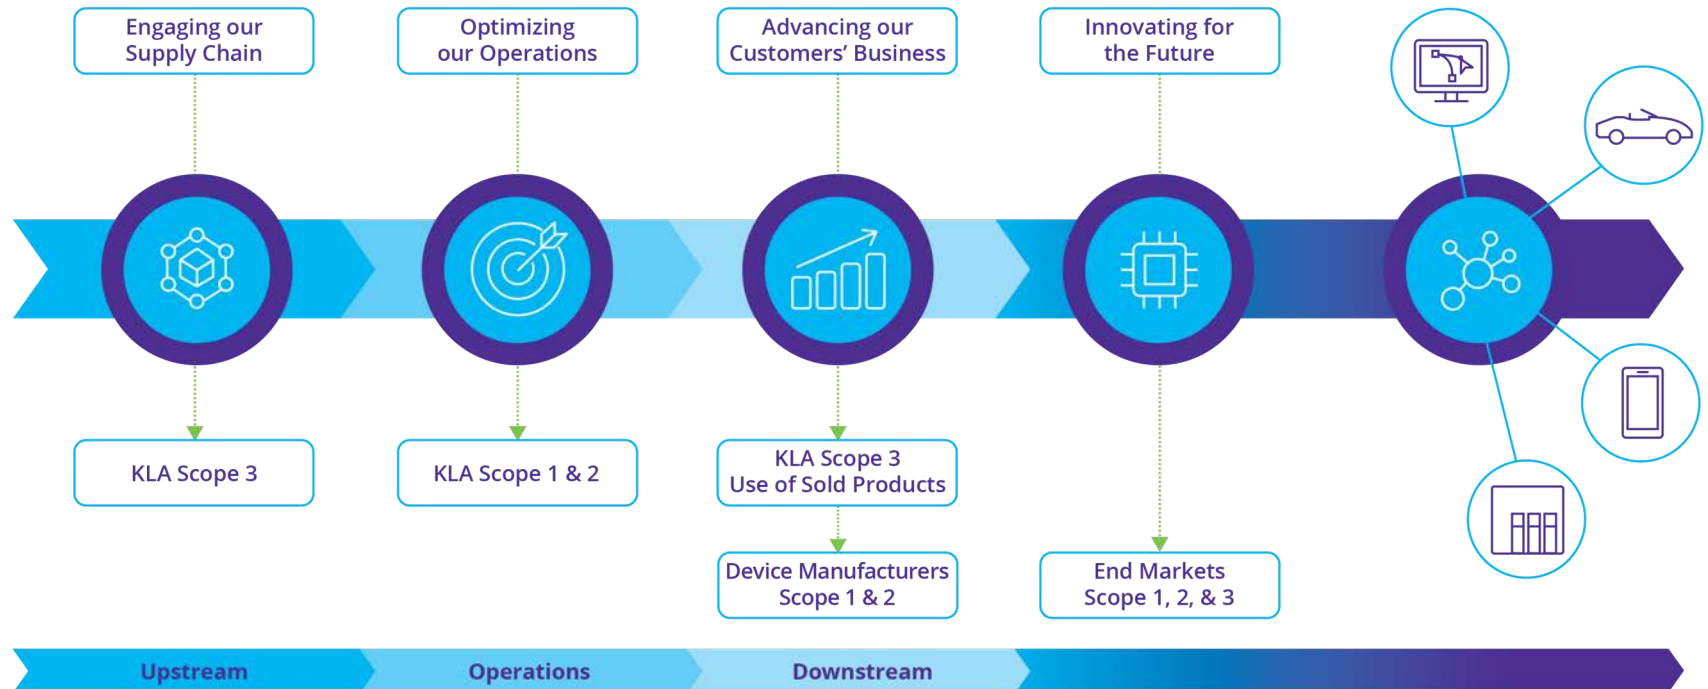 Engaging our
Supply Chain
Optimizing
our Operations
Advancing our
Customers’ Business
Innovating for
the Future
KLA Scope 3
KLA Scope 1 & 2
KLA Scope 3
Use of Sold Products
Device Manufacturers
Scope 1 & 2
End Markets
Scope 1, 2, & 3
Upstream
Operations
Downstream